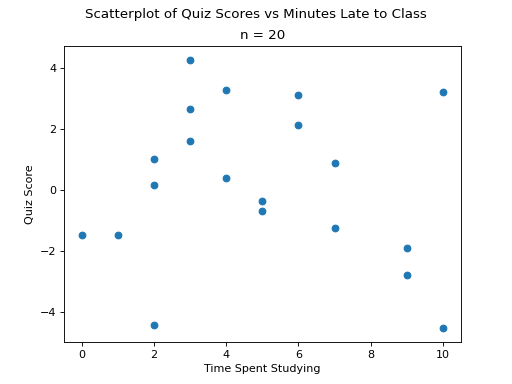 Scatterplot of Quiz Scores vs Minutes Late to Class
n = 20
4
2
0
−2
−4
Quiz Score
0 2 4 6 8 10
Time Spent Studying